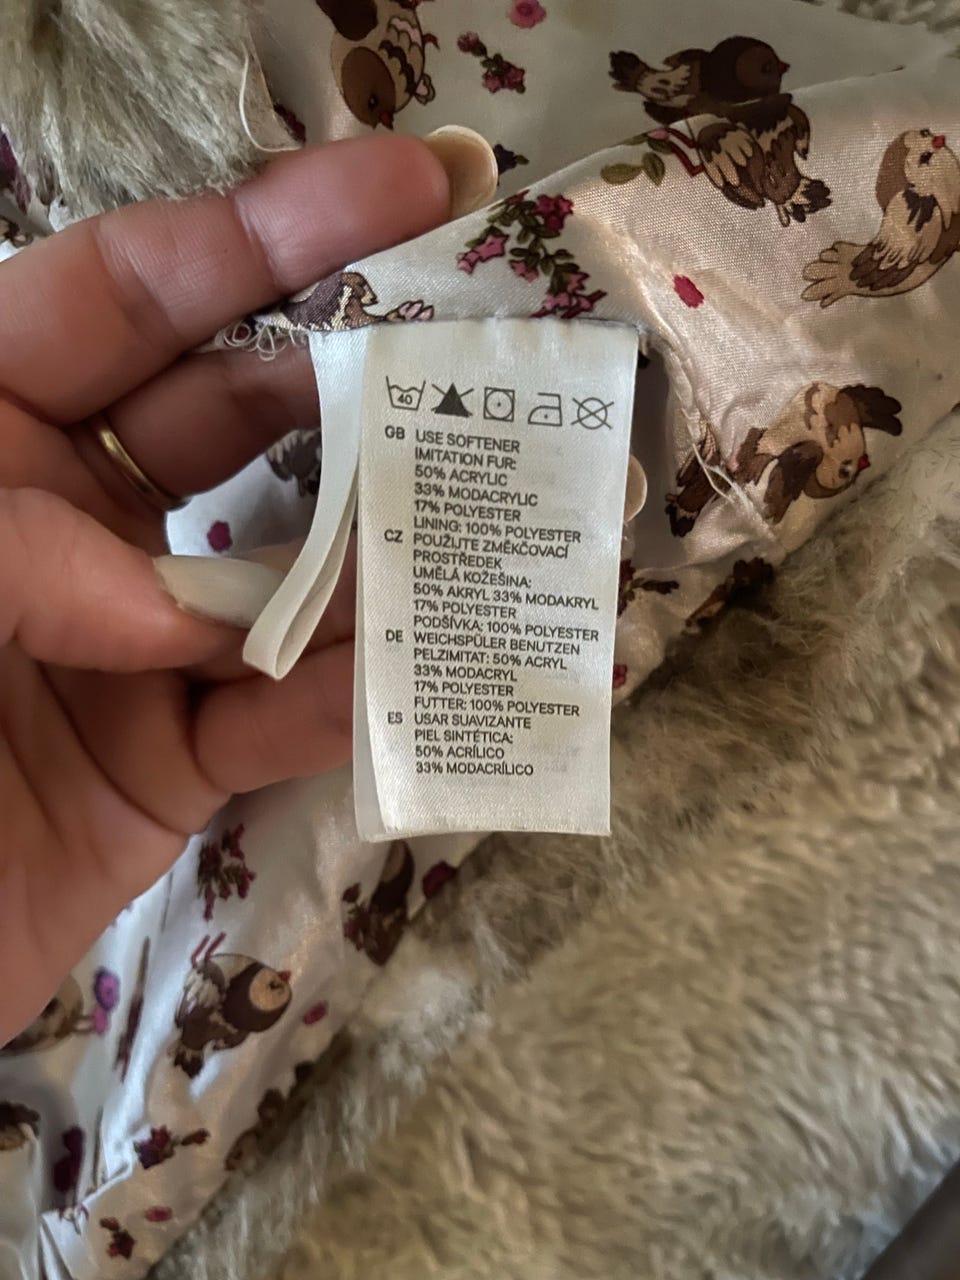 40
GB USE SOFTENER
IMITATION FUR:
50% ACRYLIC
33% MODACRYLIC
17% POLYESTER
LINING: 100% POLYESTER
CZ POUŽIJTE ZMĚKČOVACÍ
PROSTŘEDEK
UMĚLÁ KOŽEŠINA:
50% AKRYL 33% MODAKRYL
17% POLYESTER
PODŠÍVKA: 100% POLYESTER
DE WEICHSPÜLER BENUTZEN
PELZIMITAT: 50% ACRYL
33% MODACRYL
17% POLYESTER
FUTTER: 100% POLYESTER
ES USAR SUAVIZANTE
PIEL SINTÉTICA:
50% ACRÍLICO
33% MODACRÍLICO